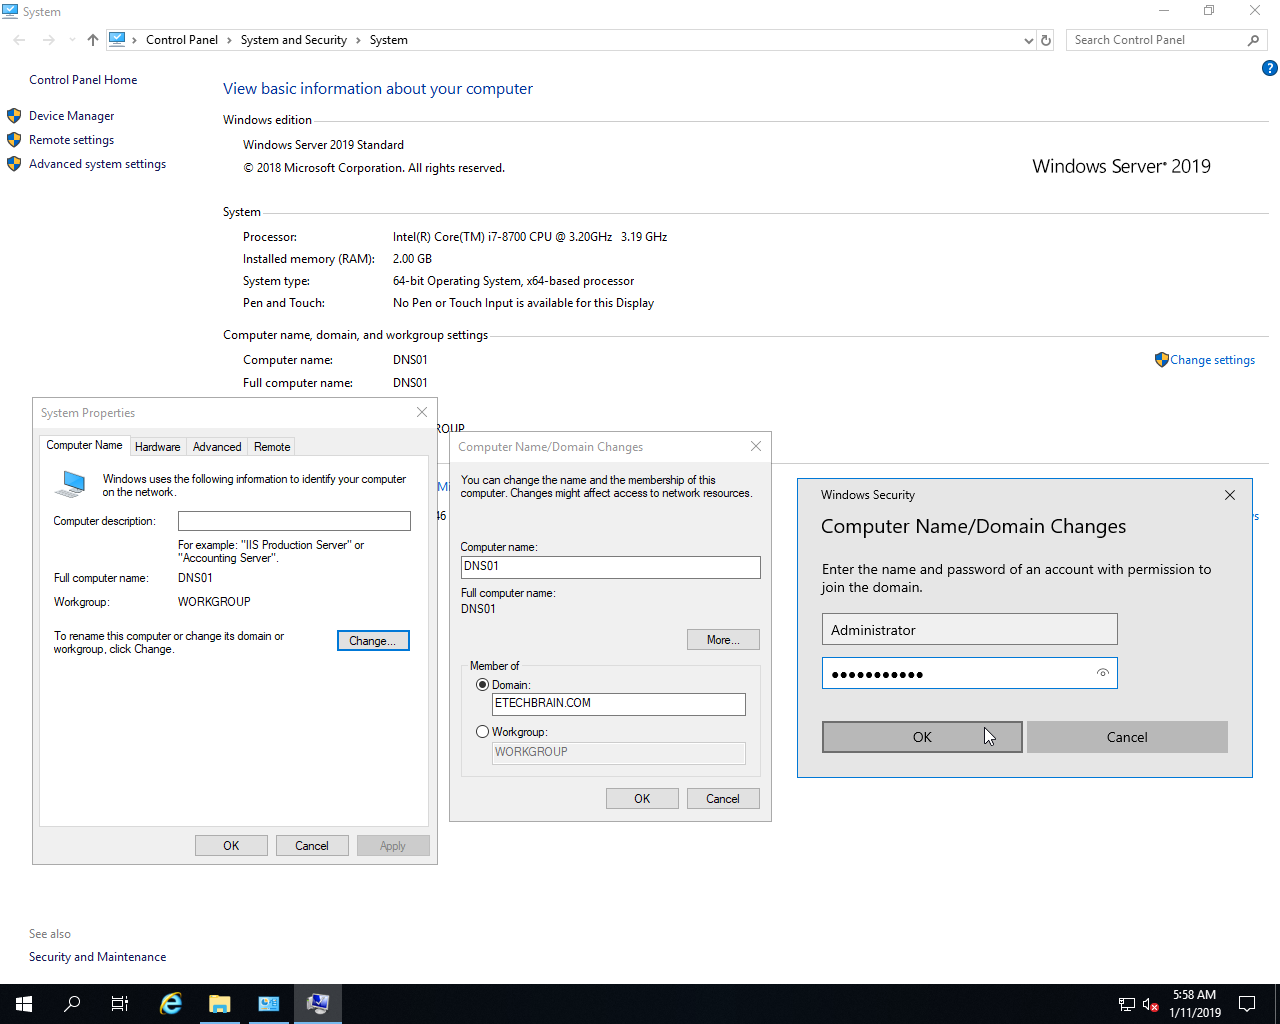 System
Control Panel > System and Security > System
Search Control Panel
Control Panel Home
Device Manager
Remote settings
Advanced system settings
View basic information about your computer
Windows edition
Windows Server 2019 Standard
© 2018 Microsoft Corporation. All rights reserved.
Windows Server® 2019
System
Processor: Intel(R) Core(TM) i7-8700 CPU @ 3.20GHz 3.19 GHz
Installed memory (RAM): 2.00 GB
System type: 64-bit Operating System, x64-based processor
Pen and Touch: No Pen or Touch Input is available for this Display
Computer name, domain, and workgroup settings
Computer name: DNS01
Change settings
Full computer name: DNS01
System Properties
Computer Name Hardware Advanced Remote
Windows uses the following information to identify your computer
on the network.
Computer description:
For example: "IIS Production Server" or
"Accounting Server".
Full computer name: DNS01
Workgroup: WORKGROUP
To rename this computer or change its domain or
workgroup, click Change.
Change...
OK Cancel Apply
Computer Name/Domain Changes
You can change the name and the membership of this
computer. Changes might affect access to network resources.
Computer name:
DNS01
Full computer name:
DNS01
More...
Member of
Domain:
ETECHBRAIN.COM
Workgroup:
WORKGROUP
OK Cancel
Windows Security
Computer Name/Domain Changes
Enter the name and password of an account with permission to
join the domain.
Administrator
OK Cancel
See also
Security and Maintenance
5:58 AM
1/11/2019